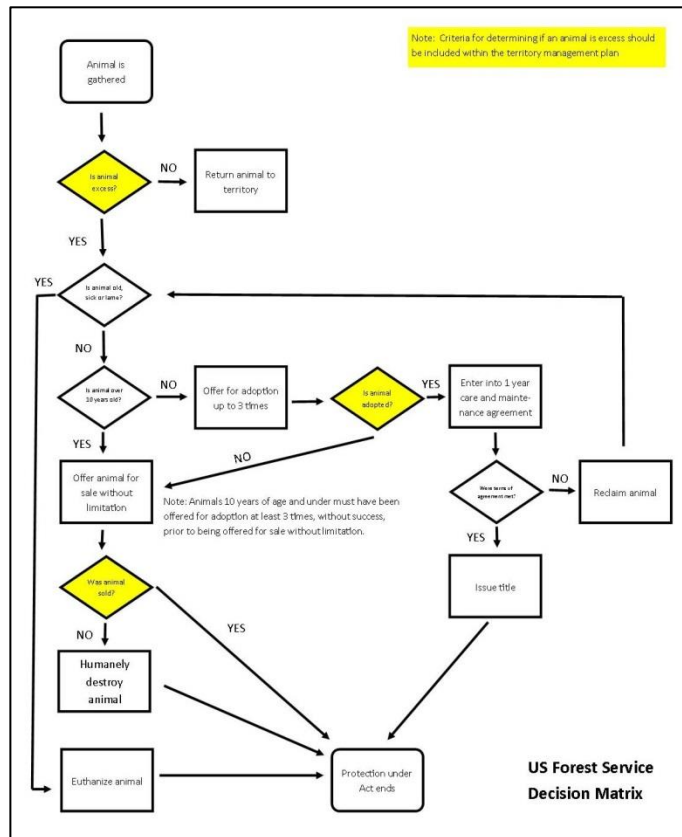 Note: Criteria for determining if an animal is excess should
be included within the territory management plan
Animal is
gathered
Is animal
excess?
NO
Return animal to
territory
YES
YES
Is animal old,
sick or lame?
NO
Is animal over
10 years old?
NO
Offer for adoption
up to 3 times
Is animal
adopted?
YES
Enter into 1 year
care and mainte-
nance agreement
YES
NO
Offer animal for
sale without
limitation
Note: Animals 10 years of age and under must have been
offered for adoption at least 3 times, without success,
prior to being offered for sale without limitation.
Were terms of
agreement met?
NO
Reclaim animal
YES
Issue title
Was animal
sold?
YES
NO
Humanely
destroy
animal
Euthanize animal
Protection under
Act ends
US Forest Service
Decision Matrix